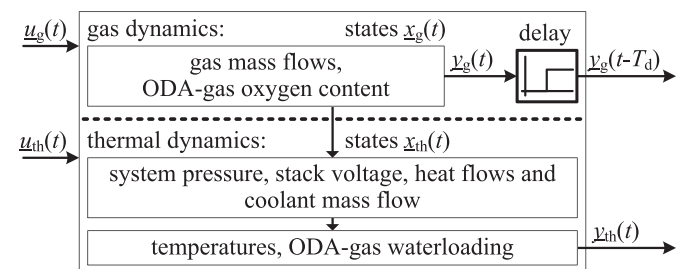 u_g(t)
gas dynamics: states x_g(t)
delay
gas mass flows,
ODA-gas oxygen content
y_g(t)
y_g(t-T_d)
u_th(t)
thermal dynamics: states x_th(t)
system pressure, stack voltage, heat flows and
coolant mass flow
temperatures, ODA-gas waterloading
y_th(t)